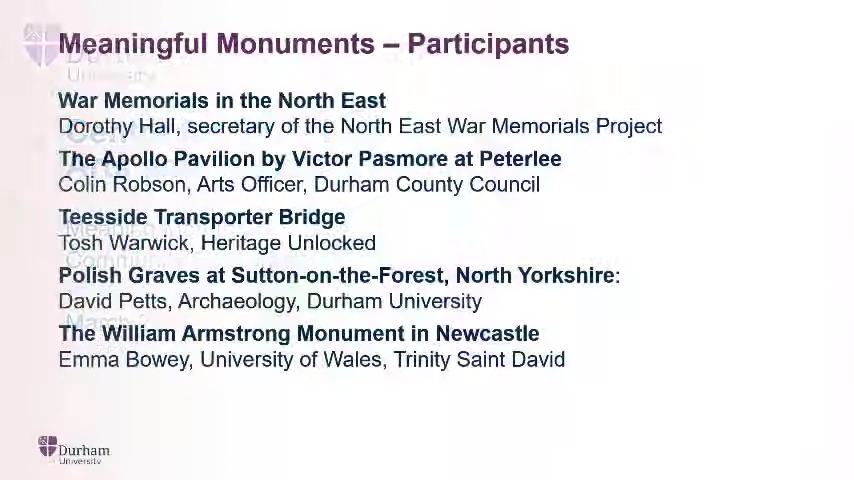 Meaningful Monuments – Participants
War Memorials in the North East
Dorothy Hall, secretary of the North East War Memorials Project
The Apollo Pavilion by Victor Pasmore at Peterlee
Colin Robson, Arts Officer, Durham County Council
Teesside Transporter Bridge
Tosh Warwick, Heritage Unlocked
Polish Graves at Sutton-on-the-Forest, North Yorkshire:
David Petts, Archaeology, Durham University
The William Armstrong Monument in Newcastle
Emma Bowey, University of Wales, Trinity Saint David
Durham
University